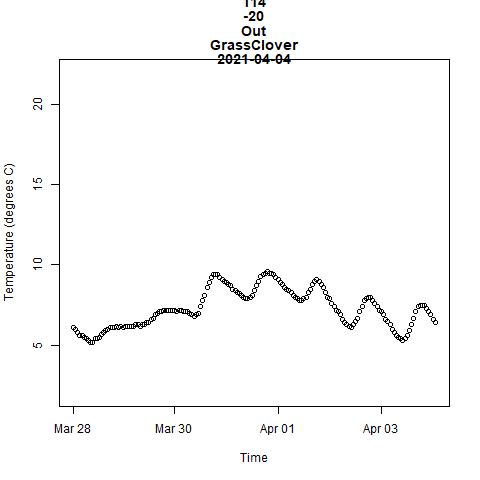 T14
-20
Out
GrassClover
2021-04-04
20
15
10
5
Temperature (degrees C)
Mar 28
Mar 30
Apr 01
Apr 03
Time